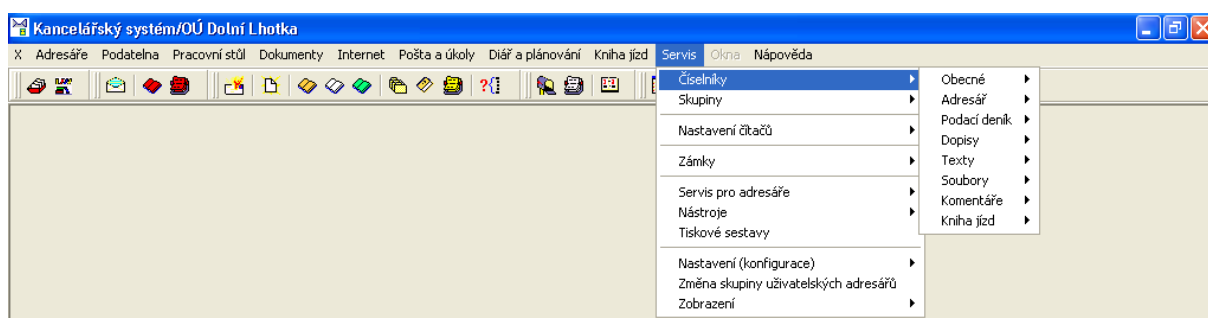 Kancelářský systém/OÚ Dolní Lhotka
X Adresáře Podatelna Pracovní stůl Dokumenty Internet Pošta a úkoly Diář a plánování Kniha jízd Servis Okna Nápověda
Číselníky
Skupiny
Nastavení čítačů
Zámky
Servis pro adresáře
Nástroje
Tiskové sestavy
Nastavení (konfigurace)
Změna skupiny uživatelských adresářů
Zobrazení
Obecné
Adresář
Podací deník
Dopisy
Texty
Soubory
Komentáře
Kniha jízd